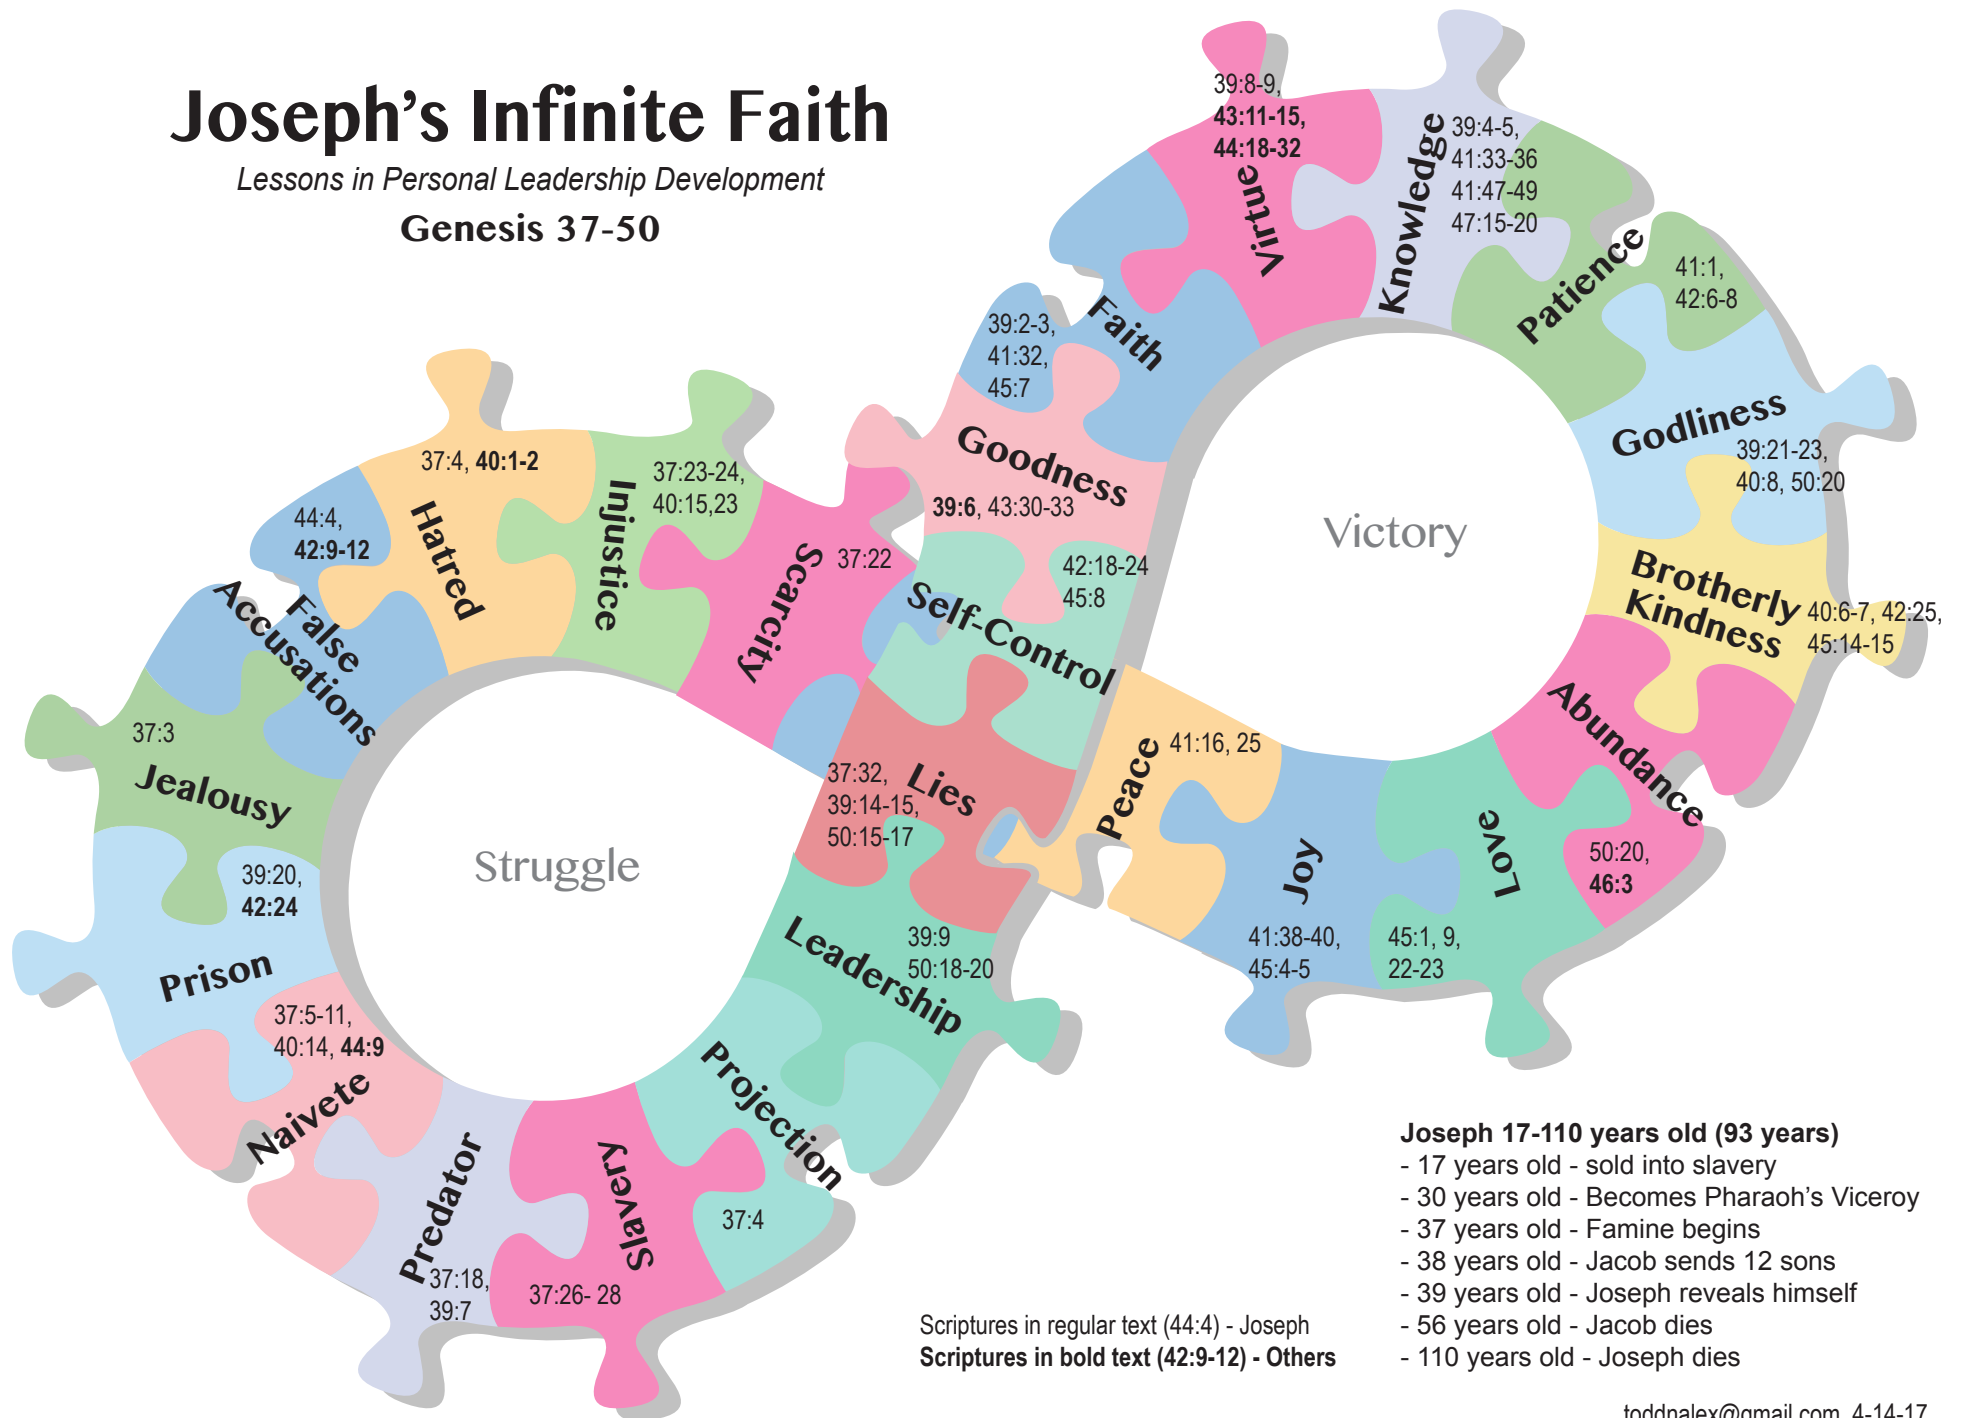 Joseph’s Infinite Faith
Lessons in Personal Leadership Development
Genesis 37-50
39:8-9,
43:11-15,
44:18-32
Virtue
Knowledge
39:4-5,
41:33-36
41:47-49
47:15-20
Patience
41:1,
42:6-8
Godliness
39:21-23,
40:8, 50:20
Brotherly
Kindness
40:6-7, 42:25,
45:14-15
Abundance
50:20,
46:3
Love
45:1, 9,
22-23
Joy
41:38-40,
45:4-5
Peace
41:16, 25
Victory
Faith
39:2-3,
41:32,
45:7
Goodness
39:6, 43:30-33
Self-Control
42:18-24
45:8
Scarcity
37:22
Injustice
37:23-24,
40:15,23
Hatred
37:4, 40:1-2
False
Accusations
44:4,
42:9-12
Jealousy
37:3
Prison
39:20,
42:24
Naivete
37:5-11,
40:14, 44:9
Predator
37:18,
39:7
Slavery
37:26- 28
Projection
37:4
Leadership
39:9
50:18-20
Lies
37:32,
39:14-15,
50:15-17
Struggle
Scriptures in regular text (44:4) - Joseph
Scriptures in bold text (42:9-12) - Others
Joseph 17-110 years old (93 years)
- 17 years old - sold into slavery
- 30 years old - Becomes Pharaoh’s Viceroy
- 37 years old - Famine begins
- 38 years old - Jacob sends 12 sons
- 39 years old - Joseph reveals himself
- 56 years old - Jacob dies
- 110 years old - Joseph dies
toddnalex@gmail.com 4-14-17